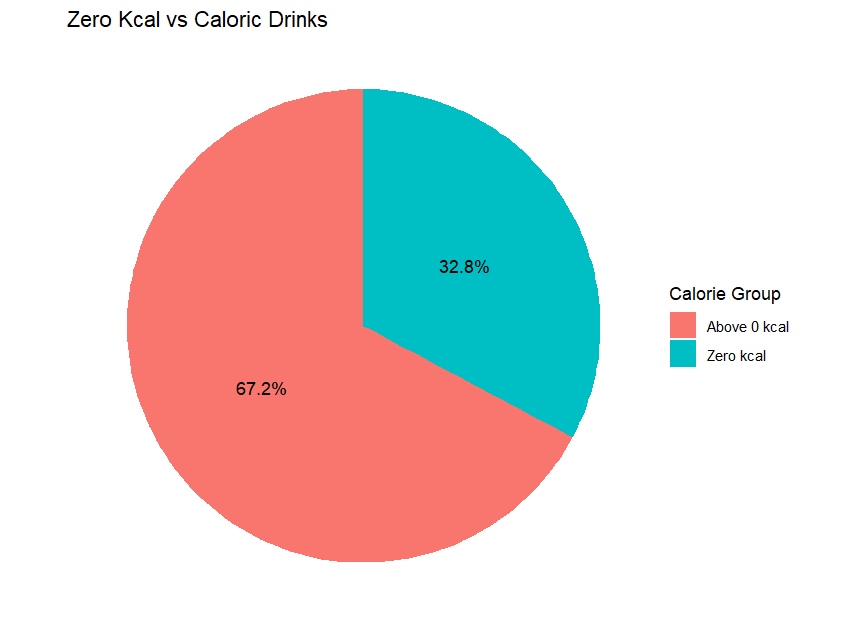 Zero Kcal vs Caloric Drinks
32.8%
67.2%
Calorie Group
Above 0 kcal
Zero kcal